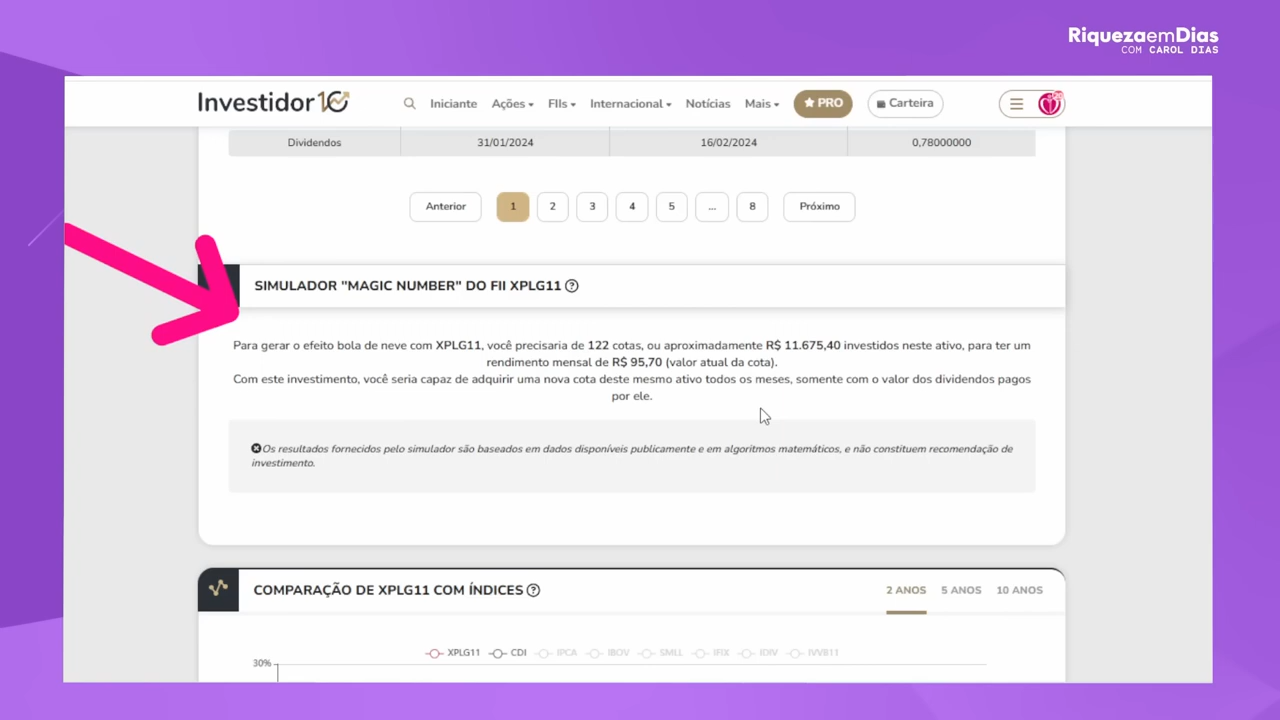 RiquezaemDias
COM CAROL DIAS
Investidor10
Iniciante Ações FIIs Internacional Notícias Mais PRO Carteira
Dividendos 31/01/2024 16/02/2024 0,78000000
Anterior 1 2 3 4 5 ... 8 Próximo
SIMULADOR "MAGIC NUMBER" DO FII XPLG11 ?
Para gerar o efeito bola de neve com XPLG11, você precisaria de 122 cotas, ou aproximadamente R$ 11.675,40 investidos neste ativo, para ter um
rendimento mensal de R$ 95,70 (valor atual da cota).
Com este investimento, você seria capaz de adquirir uma nova cota deste mesmo ativo todos os meses, somente com o valor dos dividendos pagos
por ele.
Os resultados fornecidos pelo simulador são baseados em dados disponíveis publicamente e em algoritmos matemáticos, e não constituem recomendação de
investimento.
COMPARAÇÃO DE XPLG11 COM ÍNDICES ? 2 ANOS 5 ANOS 10 ANOS
XPLG11 CDI IPCA IBOV SMLL IFIX IDIV IVVB11
30%